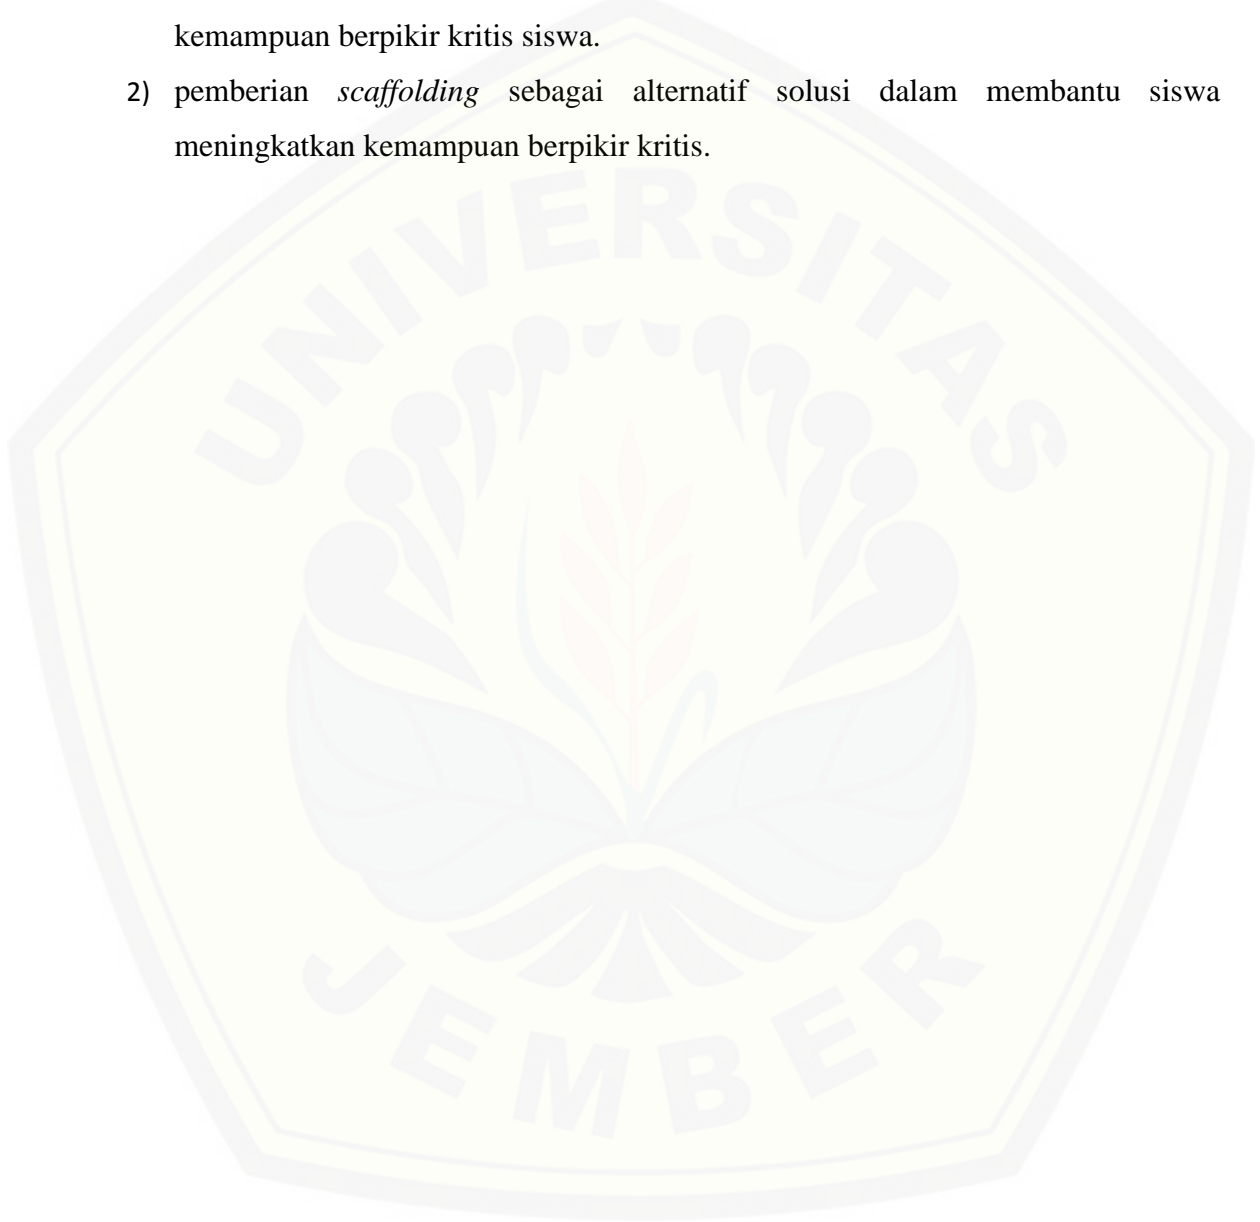 kemampuan berpikir kritis siswa.
2) pemberian scaffolding sebagai alternatif solusi dalam membantu siswa
meningkatkan kemampuan berpikir kritis.
UNIVERSITAS
JEMBER